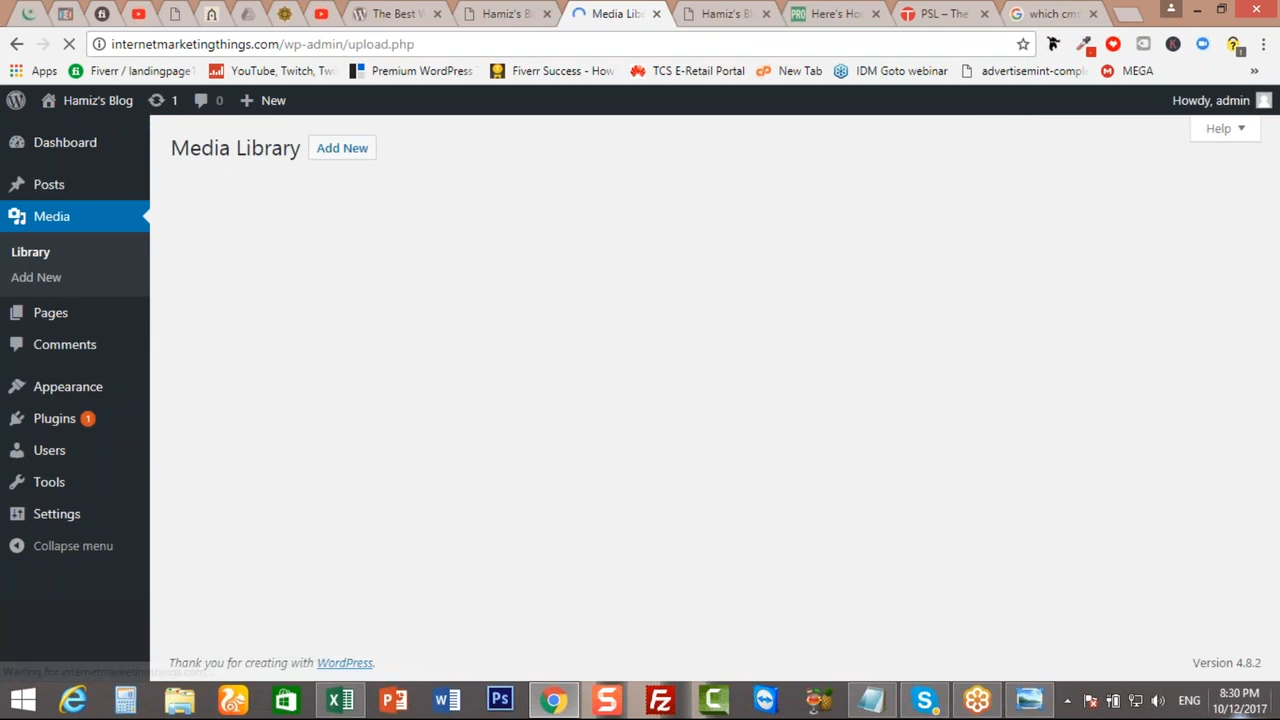 The Best W
Hamiz's Bl
Media Libr
Hamiz's Bl
PRO Here's Ho
PSL – The
which cms
internetmarketingthings.com/wp-admin/upload.php
Apps
Fiverr / landingpage
YouTube, Twitch, Twi
Premium WordPress
Fiverr Success - How
TCS E-Retail Portal
New Tab
IDM Goto webinar
advertisemint-comple
MEGA
»
Hamiz's Blog
1
0
New
Howdy, admin
Help
Dashboard
Posts
Media
Library
Add New
Pages
Comments
Appearance
Plugins 1
Users
Tools
Settings
Collapse menu
Media Library
Add New
Thank you for creating with WordPress.
Version 4.8.2
ENG
8:30 PM
10/12/2017